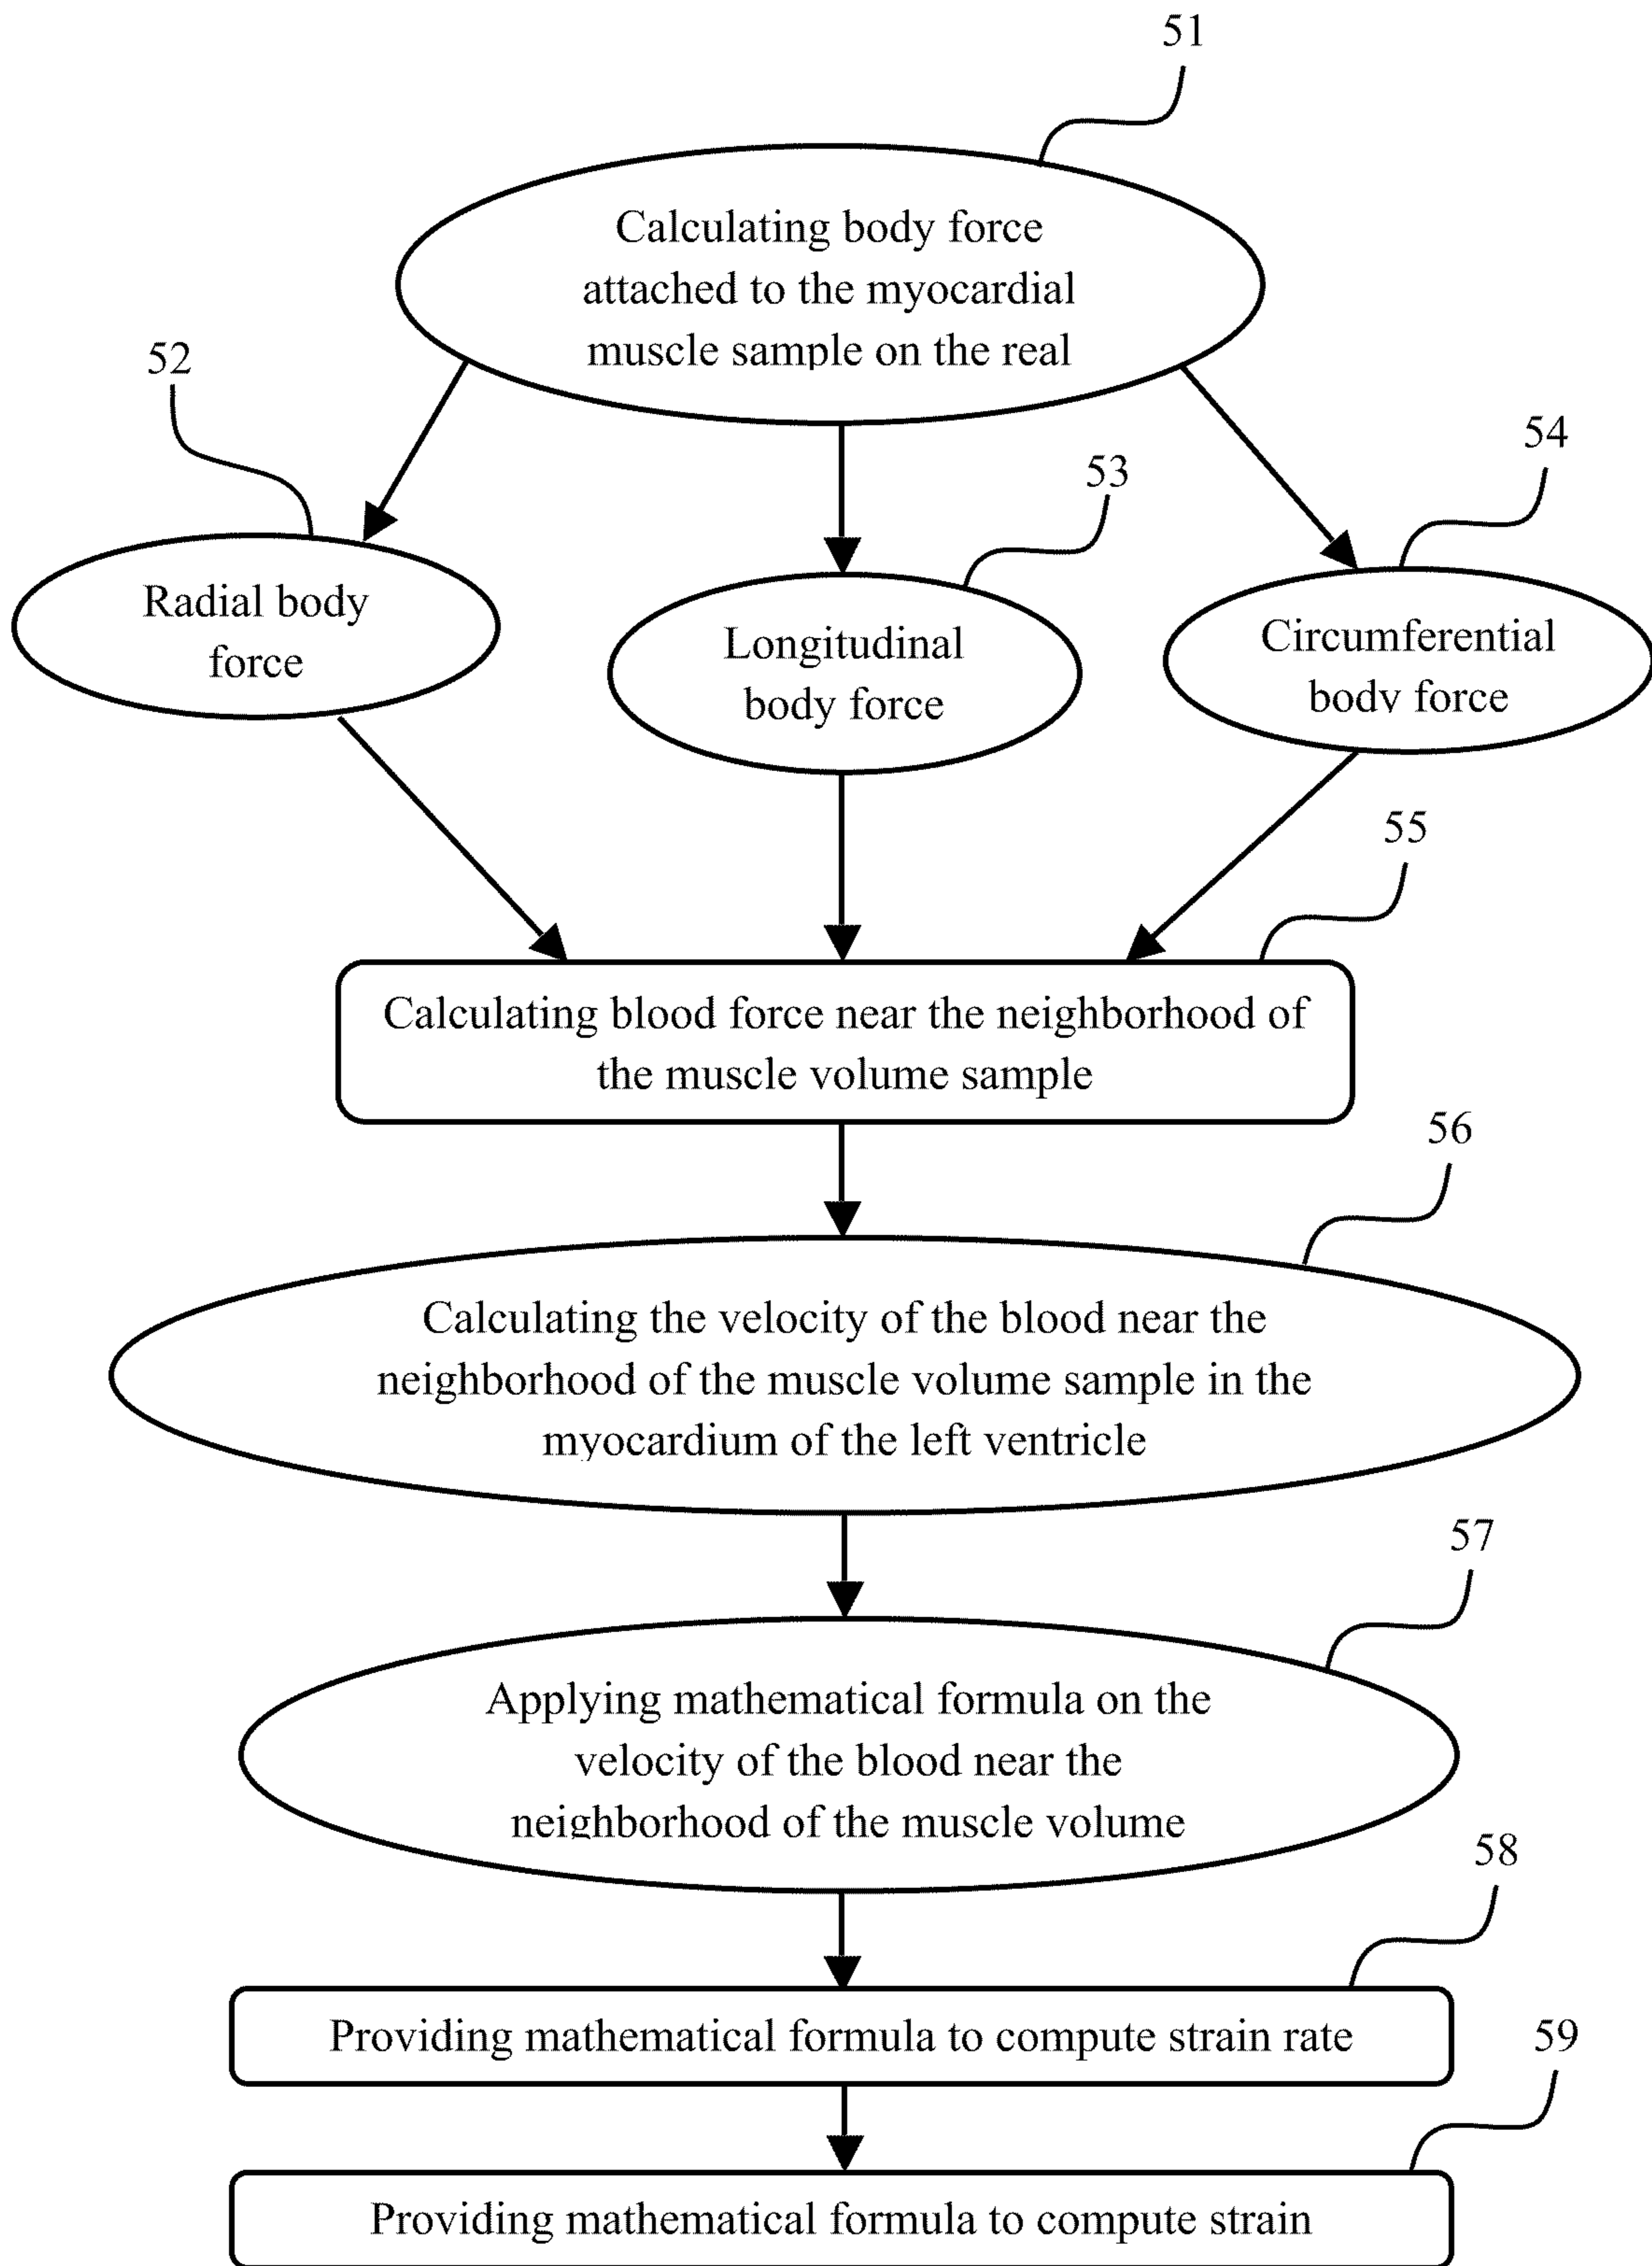 51
Calculating body force
attached to the myocardial
muscle sample on the real
52
54
53
Radial body
force
Longitudinal
body force
Circumferential
body force
55
Calculating blood force near the neighborhood of
the muscle volume sample
56
Calculating the velocity of the blood near the
neighborhood of the muscle volume sample in the
myocardium of the left ventricle
57
Applying mathematical formula on the
velocity of the blood near the
neighborhood of the muscle volume
58
Providing mathematical formula to compute strain rate
59
Providing mathematical formula to compute strain